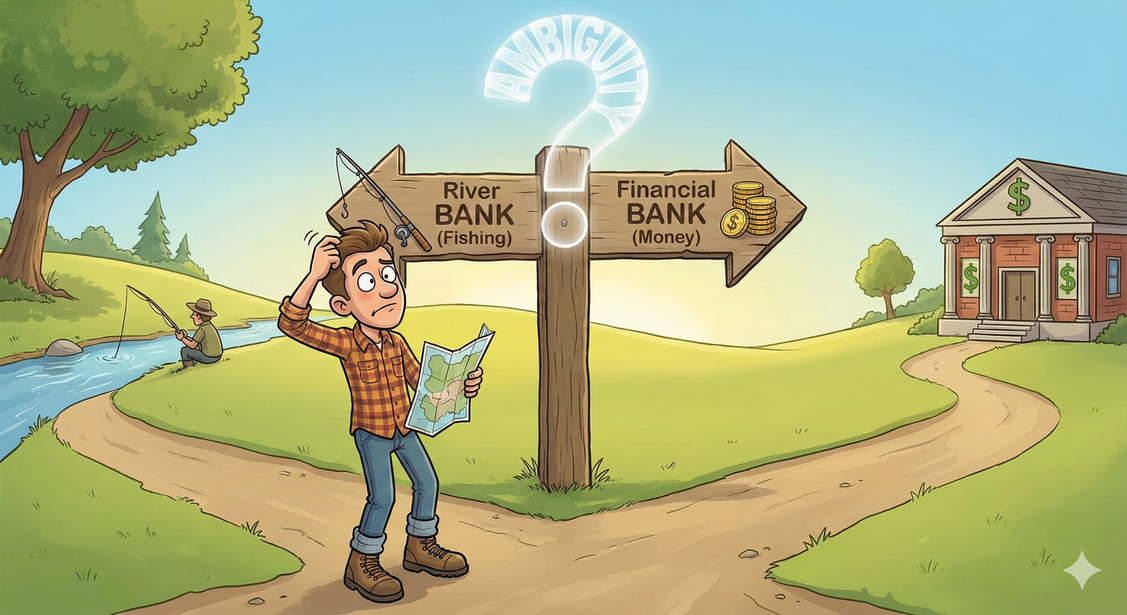 AMBIGUITY
River
BANK
(Fishing)
Financial
BANK
(Money)
$
$
$
$